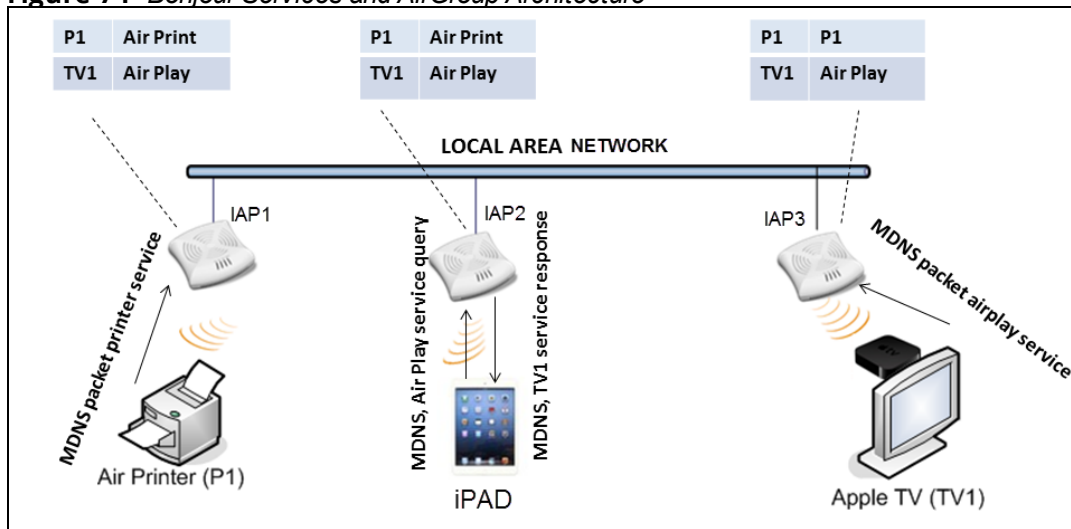 Figure 71 Bonjour Services and AirGroup Architecture
P1 Air Print
TV1 Air Play
P1 Air Print
TV1 Air Play
P1 P1
TV1 Air Play
LOCAL AREA NETWORK
IAP1
IAP2
IAP3
MDNS packet printer service
MDNS, Air Play service query
MDNS, TV1 service response
MDNS packet airplay service
Air Printer (P1)
iPAD
tv
Apple TV (TV1)